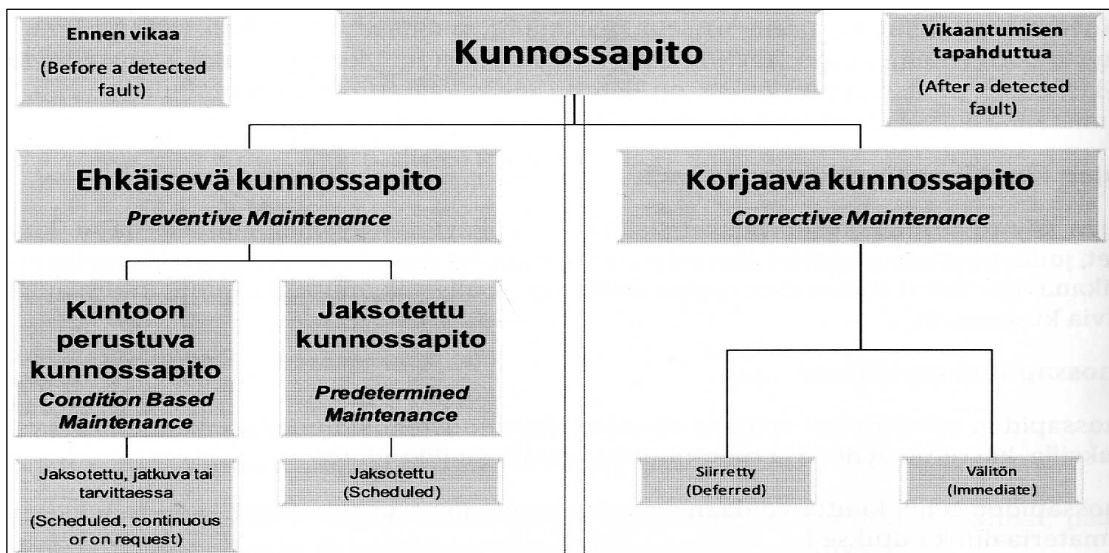 Ennen vikaa
(Before a detected
fault)
Kunnossapito
Vikaantumisen
tapahduttua
(After a detected
fault)
Ehkäisevä kunnossapito
Preventive Maintenance
Korjaava kunnossapito
Corrective Maintenance
Kuntoon
perustuva
kunnossapito
Condition Based
Maintenance
Jaksotettu
kunnossapito
Predetermined
Maintenance
Jaksotettu, jatkuva tai
tarvittaessa
(Scheduled, continuous
or on request)
Jaksotettu
(Scheduled)
Siirretty
(Deferred)
Välitön
(Immediate)